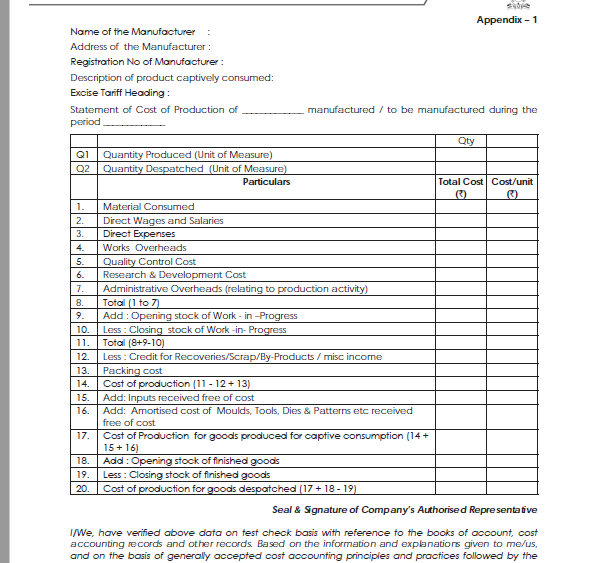 Appendix – 1
Name of the Manufacturer :
Address of the Manufacturer :
Registration No of Manufacturer :
Description of product captively consumed:
Excise Tariff Heading :
Statement of Cost of Production of ____________ manufactured / to be manufactured during the
period ____________
Qty
Q1 Quantity Produced (Unit of Measure)
Q2 Quantity Despatched (Unit of Measure)
Particulars Total Cost Cost/unit
(₹) (₹)
1. Material Consumed
2. Direct Wages and Salaries
3. Direct Expenses
4. Works Overheads
5. Quality Control Cost
6. Research & Development Cost
7. Administrative Overheads (relating to production activity)
8. Total (1 to 7)
9. Add : Opening stock of Work - in –Progress
10. Less : Closing stock of Work -in- Progress
11. Total (8+9-10)
12. Less : Credit for Recoveries/Scrap/By-Products / misc income
13. Packing cost
14. Cost of production (11 - 12 + 13)
15. Add: Inputs received free of cost
16. Add: Amortised cost of Moulds, Tools, Dies & Patterns etc received
free of cost
17. Cost of Production for goods produced for captive consumption (14 +
15 + 16)
18. Add : Opening stock of finished goods
19. Less : Closing stock of finished goods
20. Cost of production for goods despatched (17 + 18 - 19)
Seal & Signature of Company's Authorised Representative
I/We, have verified above data on test check basis with reference to the books of account, cost
accounting records and other records. Based on the information and explanations given to me/us,
and on the basis of generally accepted cost accounting principles and practices followed by the